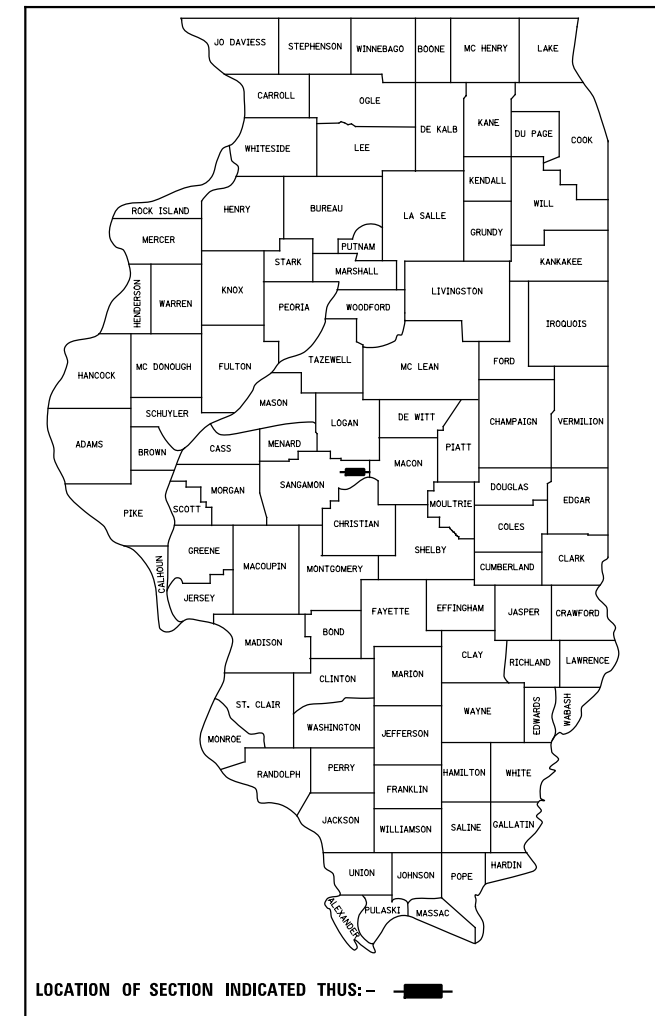 JO DAVIESS
STEPHENSON
WINNEBAGO
BOONE
MC HENRY
LAKE
CARROLL
OGLE
DE KALB
KANE
DU PAGE
COOK
WHITESIDE
LEE
KENDALL
WILL
ROCK ISLAND
HENRY
BUREAU
LA SALLE
GRUNDY
MERCER
PUTNAM
STARK
MARSHALL
KANKAKEE
HENDERSON
WARREN
KNOX
PEORIA
WOODFORD
LIVINGSTON
IROQUOIS
HANCOCK
MC DONOUGH
FULTON
TAZEWELL
MC LEAN
FORD
MASON
SCHUYLER
LOGAN
DE WITT
CHAMPAIGN
VERMILION
ADAMS
BROWN
CASS
MENARD
PIATT
MACON
MORGAN
SANGAMON
DOUGLAS
EDGAR
PIKE
SCOTT
MOULTRIE
CHRISTIAN
COLES
GREENE
SHELBY
CALHOUN
MACOUPIN
MONTGOMERY
CUMBERLAND
CLARK
JERSEY
FAYETTE
EFFINGHAM
JASPER
CRAWFORD
MADISON
BOND
CLAY
RICHLAND
LAWRENCE
CLINTON
MARION
ST. CLAIR
WAYNE
EDWARDS
WABASH
WASHINGTON
JEFFERSON
MONROE
RANDOLPH
PERRY
HAMILTON
WHITE
FRANKLIN
JACKSON
WILLIAMSON
SALINE
GALLATIN
UNION
JOHNSON
POPE
HARDIN
ALEXANDER
PULASKI
MASSAC
LOCATION OF SECTION INDICATED THUS: –